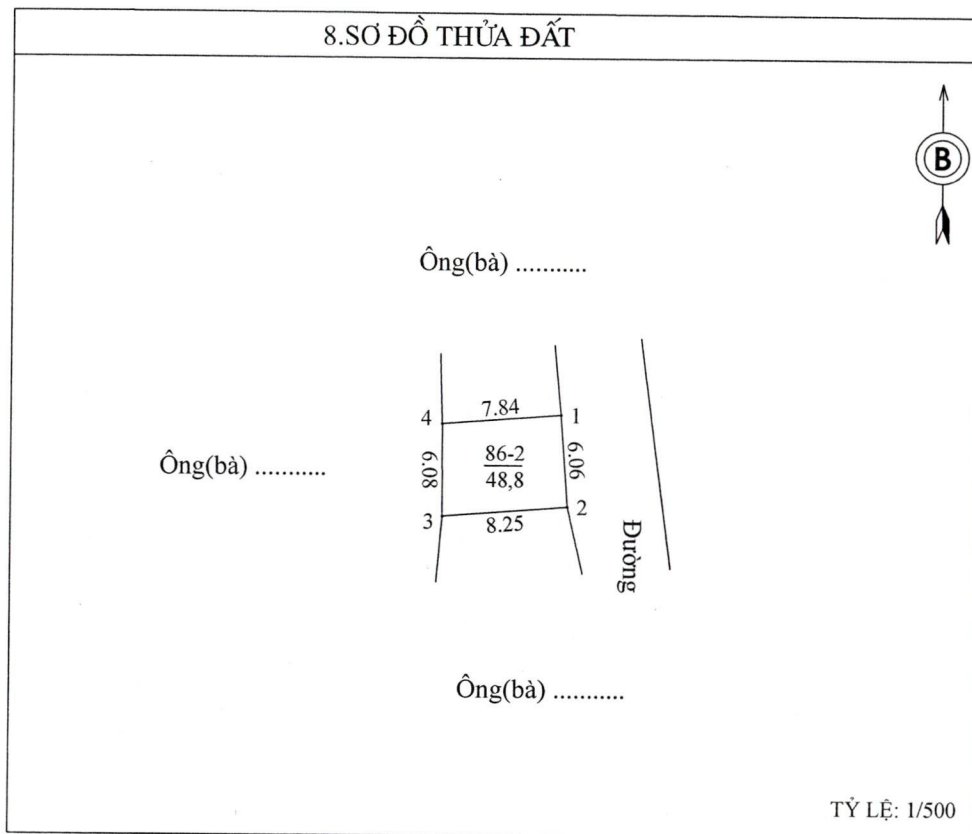 8.SƠ ĐỒ THỬA ĐẤT
B
Ông(bà) ...........
4
7.84
1
Ông(bà) ...........
6.08
86-2
48,8
6.06
3
8.25
2
Đường
Ông(bà) ...........
TỶ LỆ: 1/500